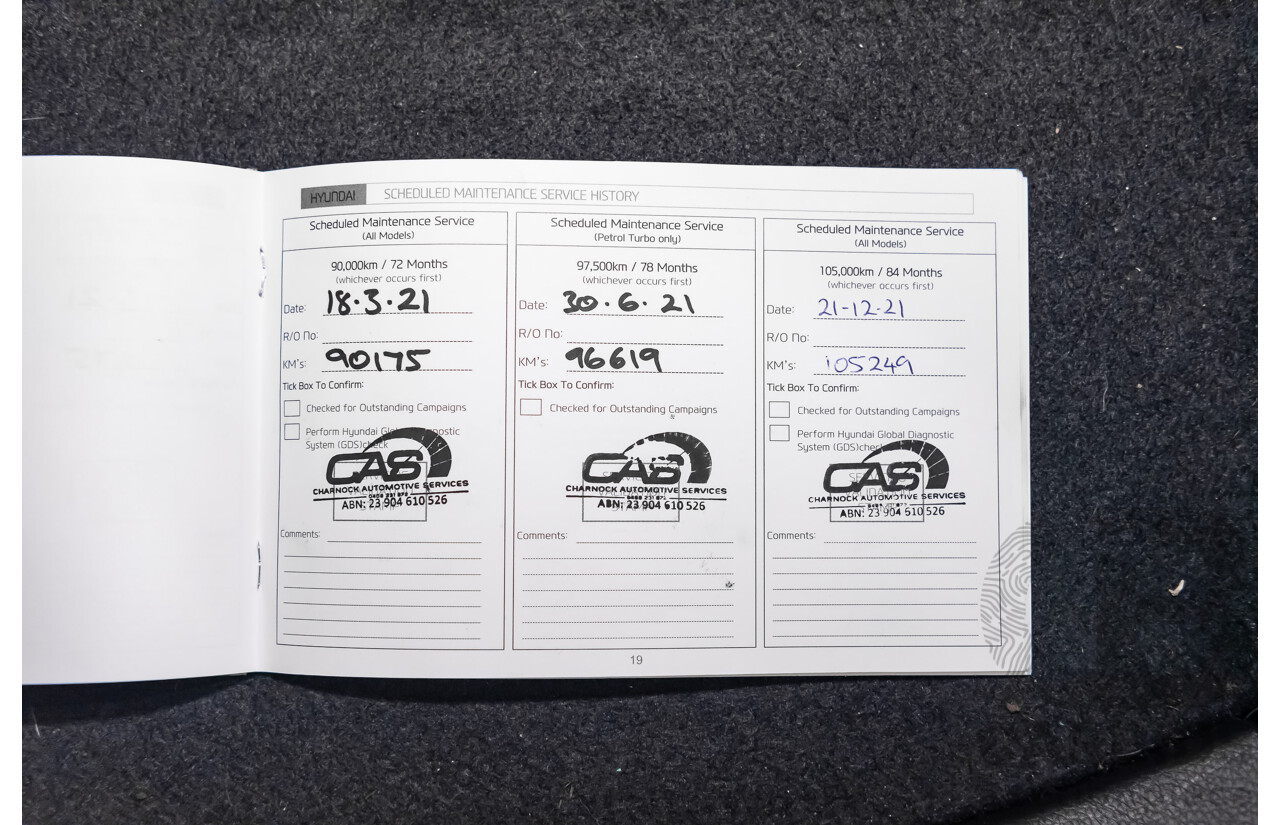 HYUNDAI SCHEDULED MAINTENANCE SERVICE HISTORY
Scheduled Maintenance Service
(All Models)
90,000km / 72 Months
(whichever occurs first)
Date: 18.3.21
R/O No:
KM's: 90175
Tick Box To Confirm:
Checked for Outstanding Campaigns
Perform Hyundai Global Diagnostic
System (GDS)check
CAS
CHARNOCK AUTOMOTIVE SERVICES
ABN: 23 904 610 526
Comments:
Scheduled Maintenance Service
(Petrol Turbo only)
97,500km / 78 Months
(whichever occurs first)
Date: 30.6.21
R/O No:
KM's: 96619
Tick Box To Confirm:
Checked for Outstanding Campaigns
CAS
CHARNOCK AUTOMOTIVE SERVICES
ABN: 23 904 610 526
Comments:
Scheduled Maintenance Service
(All Models)
105,000km / 84 Months
(whichever occurs first)
Date: 21-12-21
R/O No:
KM's: 105249
Tick Box To Confirm:
Checked for Outstanding Campaigns
Perform Hyundai Global Diagnostic
System (GDS)check
CAS
CHARNOCK AUTOMOTIVE SERVICES
ABN: 23 904 610 526
Comments:
19